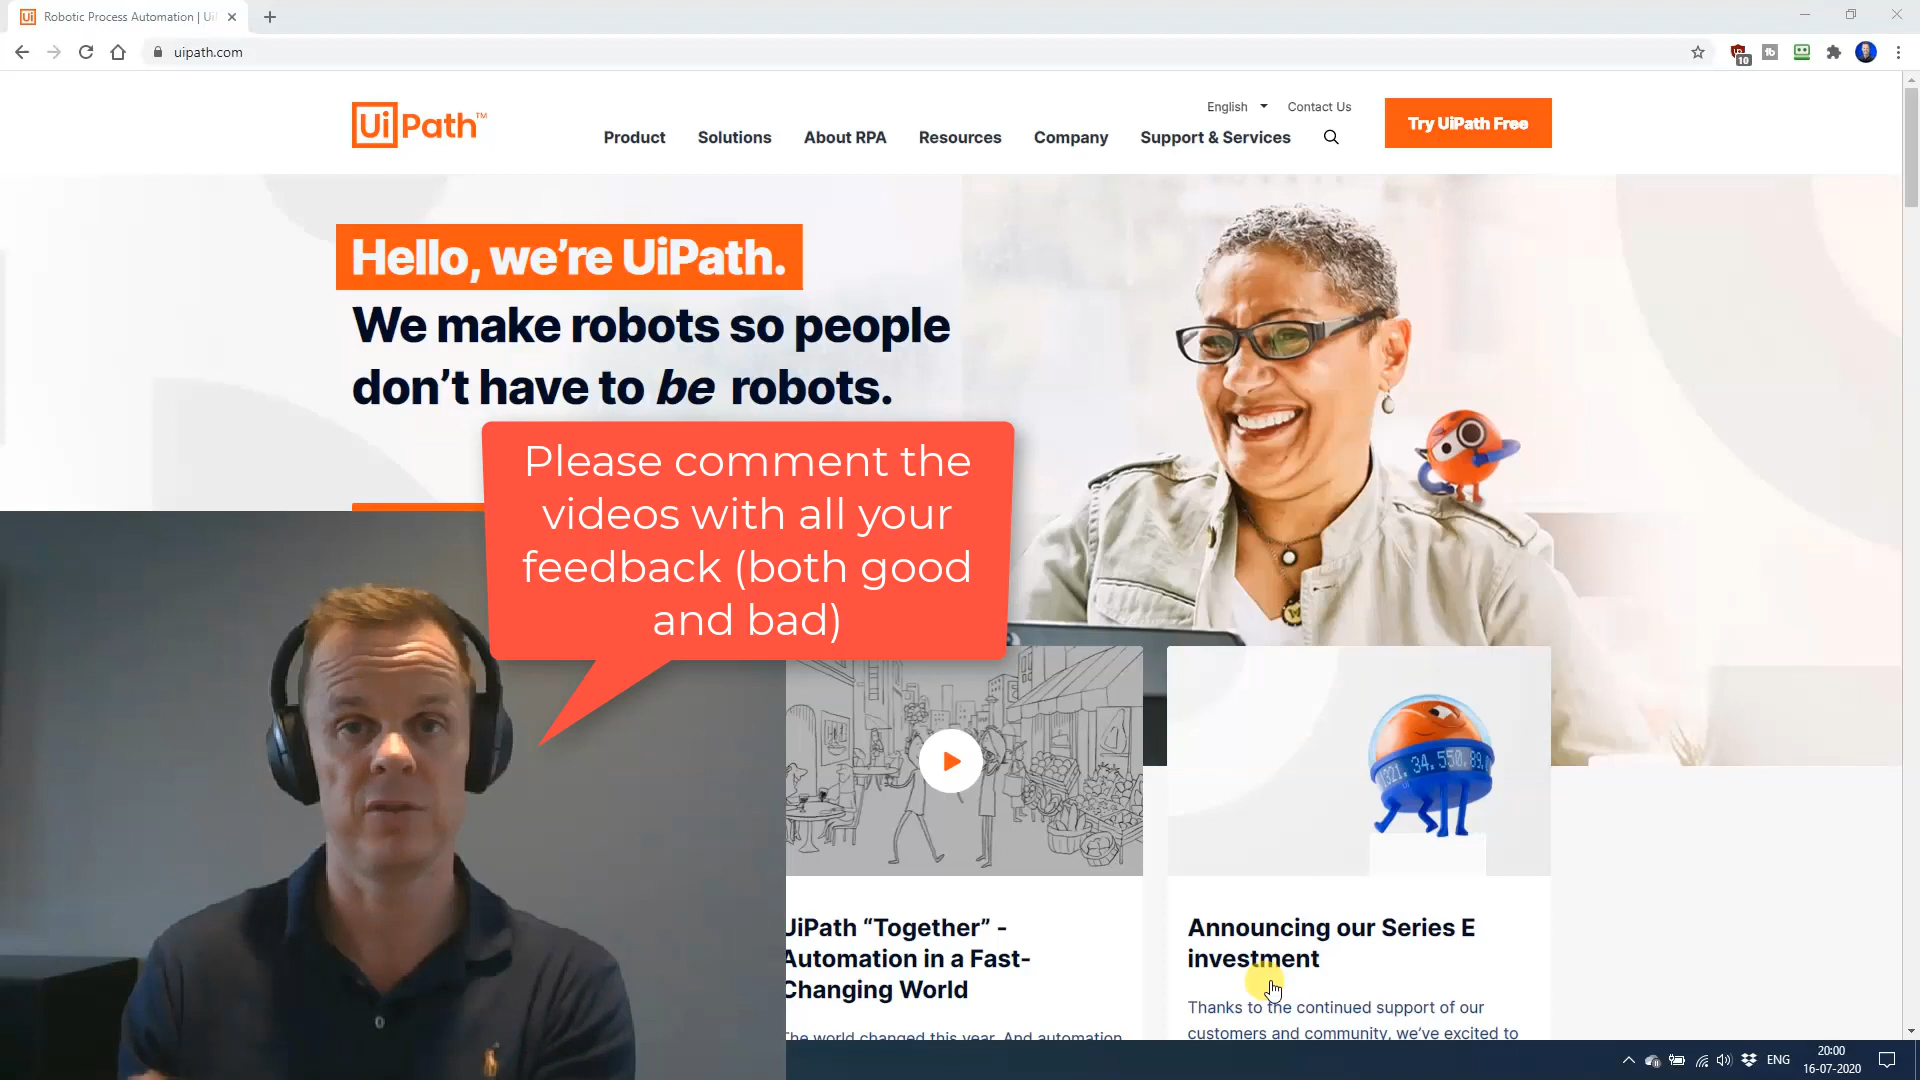 Robotic Process Automation | Ui
uipath.com
10
English
Contact Us
UiPath™
Product
Solutions
About RPA
Resources
Company
Support & Services
Try UiPath Free
Hello, we're UiPath.
We make robots so people
don't have to be robots.
Please comment the
videos with all your
feedback (both good
and bad)
UiPath “Together” -
Automation in a Fast-
Changing World
The world changed this year. And automation
Announcing our Series E
investment
Thanks to the continued support of our
customers and community, we've excited to
ENG
20:00
16-07-2020